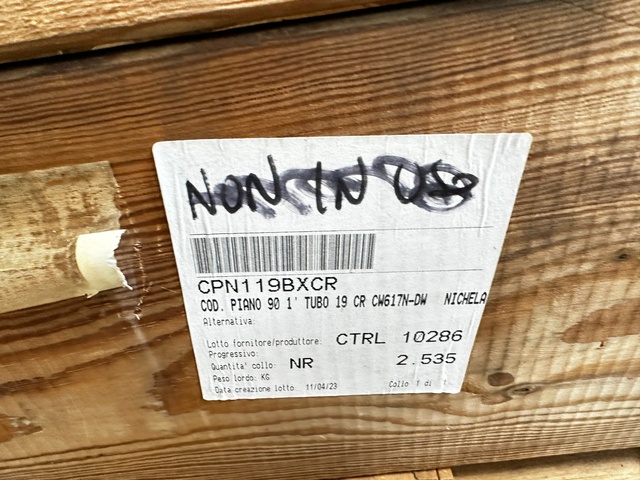 NON IN USO
CPN119BXCR
COD. PIANO 90 1' TUBO 19 CR CW617N-DW NICHELA
Alternativa:
Lotto fornitore/produttore: CTRL 10286
Progressivo:
Quantita' collo: NR 2.535
Peso lordo: KG
Data creazione lotto 11/04/23 Collo 1 di 1